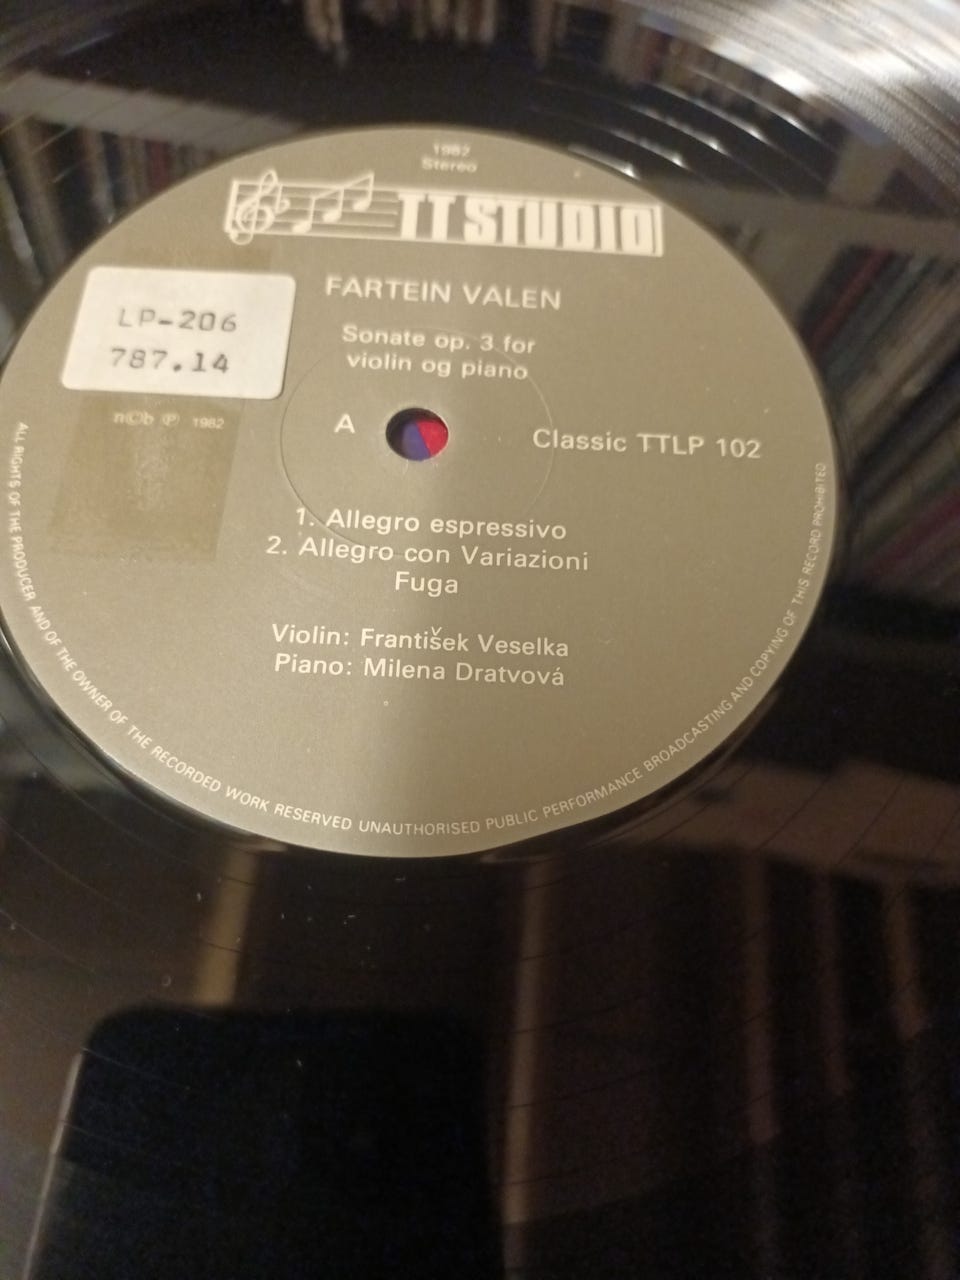 1982
Stereo
TT STUDIO
FARTEIN VALEN
LP-206
787.14
Sonate op. 3 for
violin og piano
n©b ℗ 1982
A
Classic TTLP 102
1. Allegro espressivo
2. Allegro con Variazioni
Fuga
Violin: František Veselka
Piano: Milena Dratvová
ALL RIGHTS OF THE PRODUCER AND OF THE OWNER OF THE RECORDED WORK RESERVED UNAUTHORISED PUBLIC PERFORMANCE BROADCASTING AND COPYING OF THIS RECORD PROHIBITED